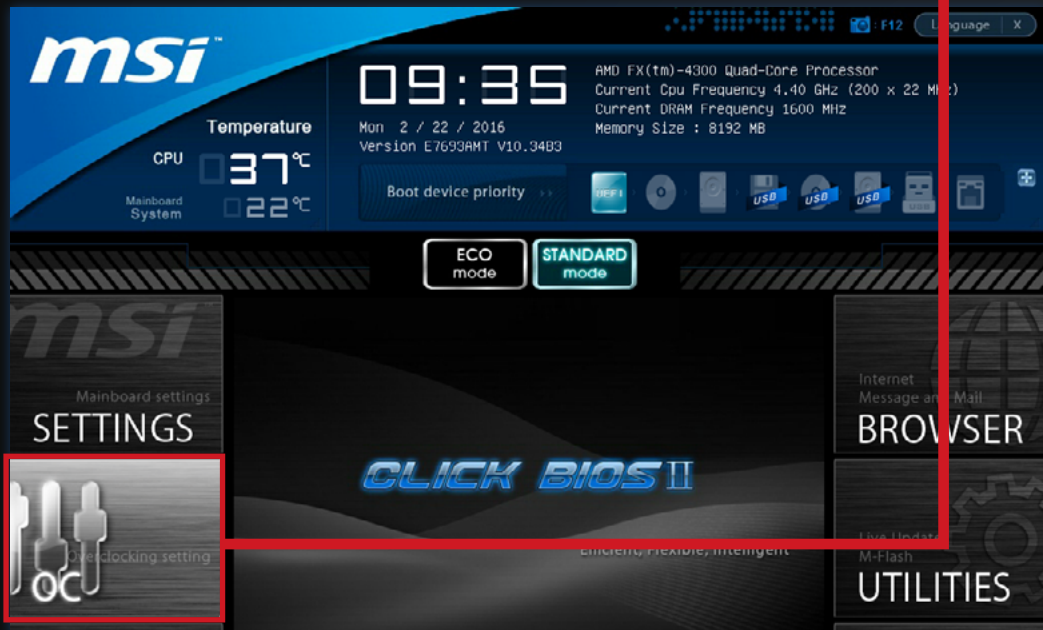 msi
: F12
Language X
09:35
Mon 2 / 22 / 2016
Version E7693AMT V10.34B3
AMD FX(tm)-4300 Quad-Core Processor
Current Cpu Frequency 4.40 GHz (200 x 22 MHz)
Current DRAM Frequency 1600 MHz
Memory Size : 8192 MB
Temperature
CPU 37°C
Mainboard
System 22°C
Boot device priority
UEFI
USB
USB
USB
USB
ECO
mode
STANDARD
mode
msi
Mainboard settings
SETTINGS
Overclocking setting
OC
CLICK BIOS II
Efficient, Flexible, Intelligent
Internet
Message and Mail
BROWSER
Live Update
M-Flash
UTILITIES